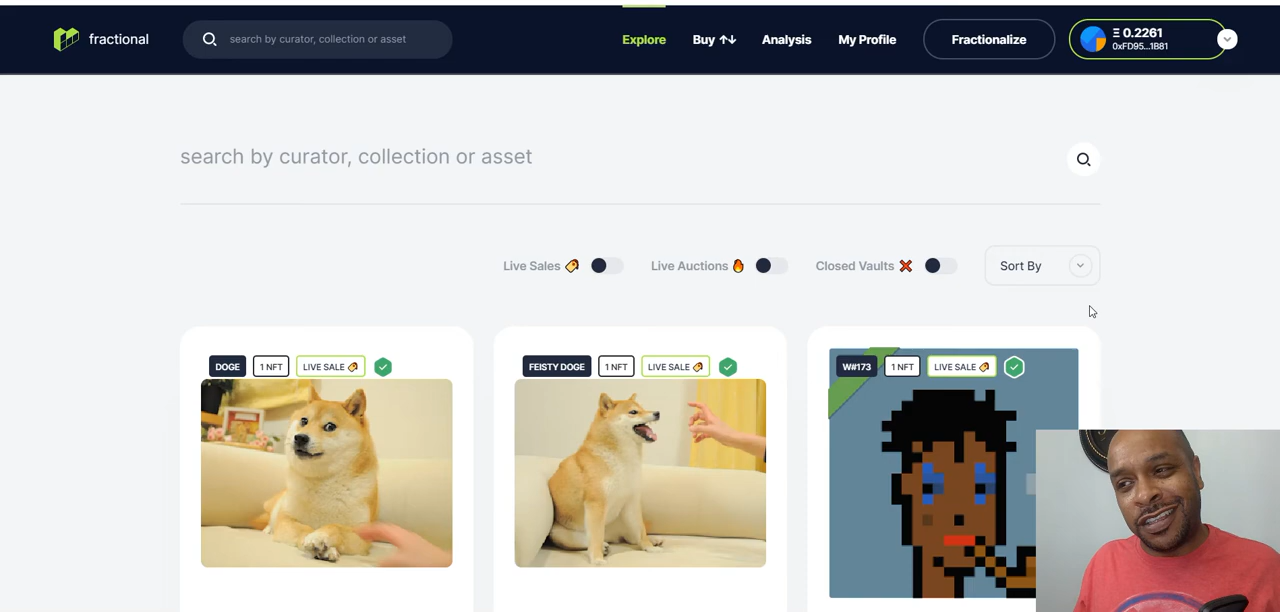 fractional
search by curator, collection or asset
Explore
Buy
Analysis
My Profile
Fractionalize
Ξ 0.2261
0xFD95...1B81
search by curator, collection or asset
Live Sales
Live Auctions
Closed Vaults
Sort By
DOGE
1 NFT
LIVE SALE
FEISTY DOGE
1 NFT
LIVE SALE
W#173
1 NFT
LIVE SALE